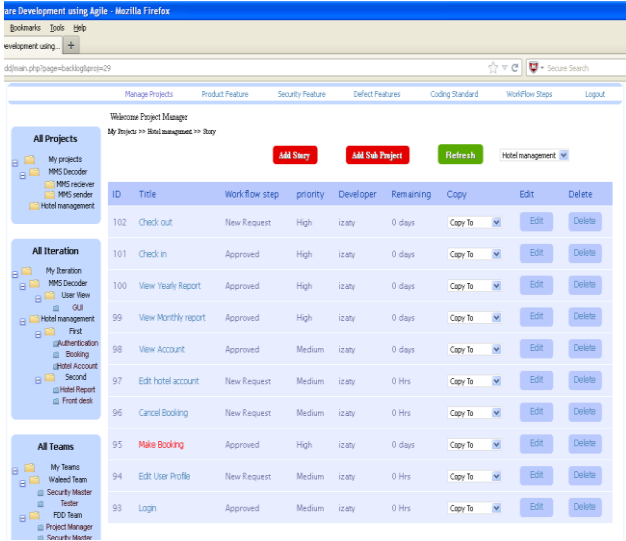 are Development using Agile - Mozilla Firefox
Bookmarks Tools Help
evelopment using... +
dd/main.php?page=backlog&proj=29
Secure Search
Manage Projects Product Feature Security Feature Defect Features Coding Standard WorkFlow Steps Logout
Welcome Project Manager
My Projects >> Hotel management >> Story
Add Story Add Sub Project Refresh Hotel management
All Projects
My projects
MMS Decoder
MMS reciever
MMS sender
Hotel management
All Iteration
My Iteration
MMS Decoder
User View
GUI
Hotel management
First
Authentication
Booking
Hotel Account
Second
Hotel Report
Front desk
All Teams
My Teams
Waleed Team
Security Master
Tester
FDD Team
Project Manager
Security Master
ID Title Workflow step priority Developer Remaining Copy Edit Delete
102 Check out New Request High izaty 0 days Copy To Edit Delete
101 Check in Approved High izaty 0 days Copy To Edit Delete
100 View Yearly Report Approved High izaty 0 days Copy To Edit Delete
99 View Monthly report Approved High izaty 0 days Copy To Edit Delete
98 View Account Approved Medium izaty 0 days Copy To Edit Delete
97 Edit hotel account New Request Medium izaty 0 Hrs Copy To Edit Delete
96 Cancel Booking New Request Medium izaty 0 Hrs Copy To Edit Delete
95 Make Booking Approved High izaty 0 days Copy To Edit Delete
94 Edit User Profile New Request Medium izaty 0 Hrs Copy To Edit Delete
93 Login Approved Medium izaty 0 Hrs Copy To Edit Delete